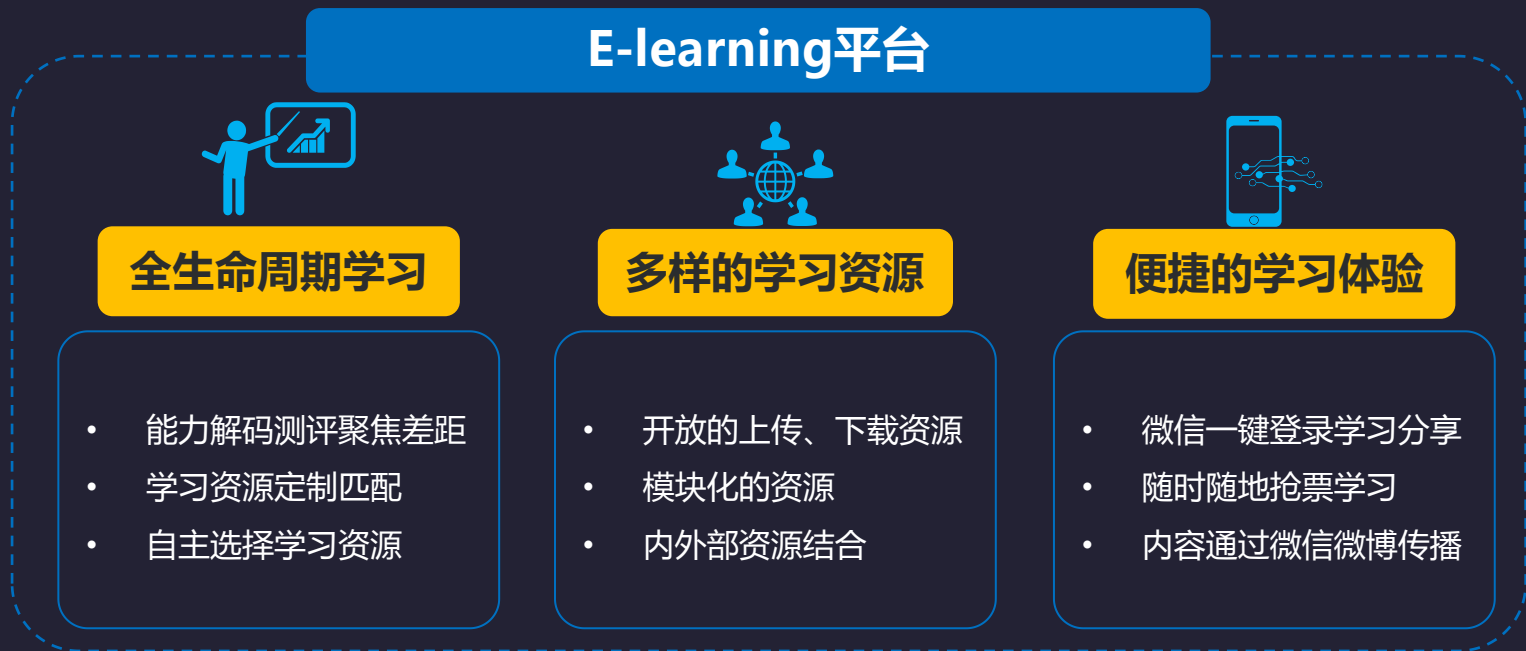 E-learning平台
全生命周期学习
• 能力解码测评聚焦差距
• 学习资源定制匹配
• 自主选择学习资源
多样的学习资源
• 开放的上传、下载资源
• 模块化的资源
• 内外部资源结合
便捷的学习体验
• 微信一键登录学习分享
• 随时随地抢票学习
• 内容通过微信微博传播